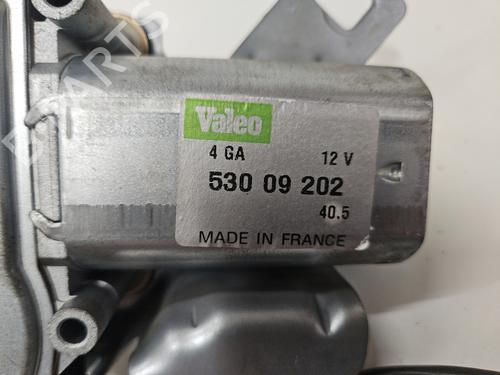 Valeo
4 GA 12 V
530 09 202
40.5
MADE IN FRANCE